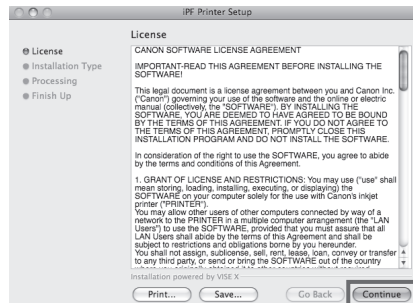 iPF Printer Setup
License
License
Installation Type
Processing
Finish Up
CANON SOFTWARE LICENSE AGREEMENT
IMPORTANT-READ THIS AGREEMENT BEFORE INSTALLING THE
SOFTWARE!
This legal document is a license agreement between you and Canon Inc.
("Canon") governing your use of the software and the online or electric
manual (collectively, the "SOFTWARE"). BY INSTALLING THE
SOFTWARE, YOU ARE DEEMED TO HAVE AGREED TO BE BOUND
BY THE TERMS OF THIS AGREEMENT. IF YOU DO NOT AGREE TO
THE TERMS OF THIS AGREEMENT, PROMPTLY CLOSE THIS
INSTALLATION PROGRAM AND DO NOT INSTALL THE SOFTWARE.
In consideration of the right to use the SOFTWARE, you agree to abide
by the terms and conditions of this Agreement.
1. GRANT OF LICENSE AND RESTRICTIONS: You may use ("use" shall
mean storing, loading, installing, executing, or displaying) the
SOFTWARE on your computer solely for the use with Canon's inkjet
printer ("PRINTER").
You may allow other users of other computers connected by way of a
network to the PRINTER in a multiple computer arrangement (the "LAN
Users") to use the SOFTWARE, provided that you must assure that all
LAN Users shall abide by the terms of this Agreement and shall be
subject to restrictions and obligations borne by you hereunder.
You shall not assign, sublicense, sell, rent, lease, loan, convey or transfer
to any third party, or send or bring the SOFTWARE out of the country
Installation powered by VISE X
Print...
Save...
Go Back
Continue